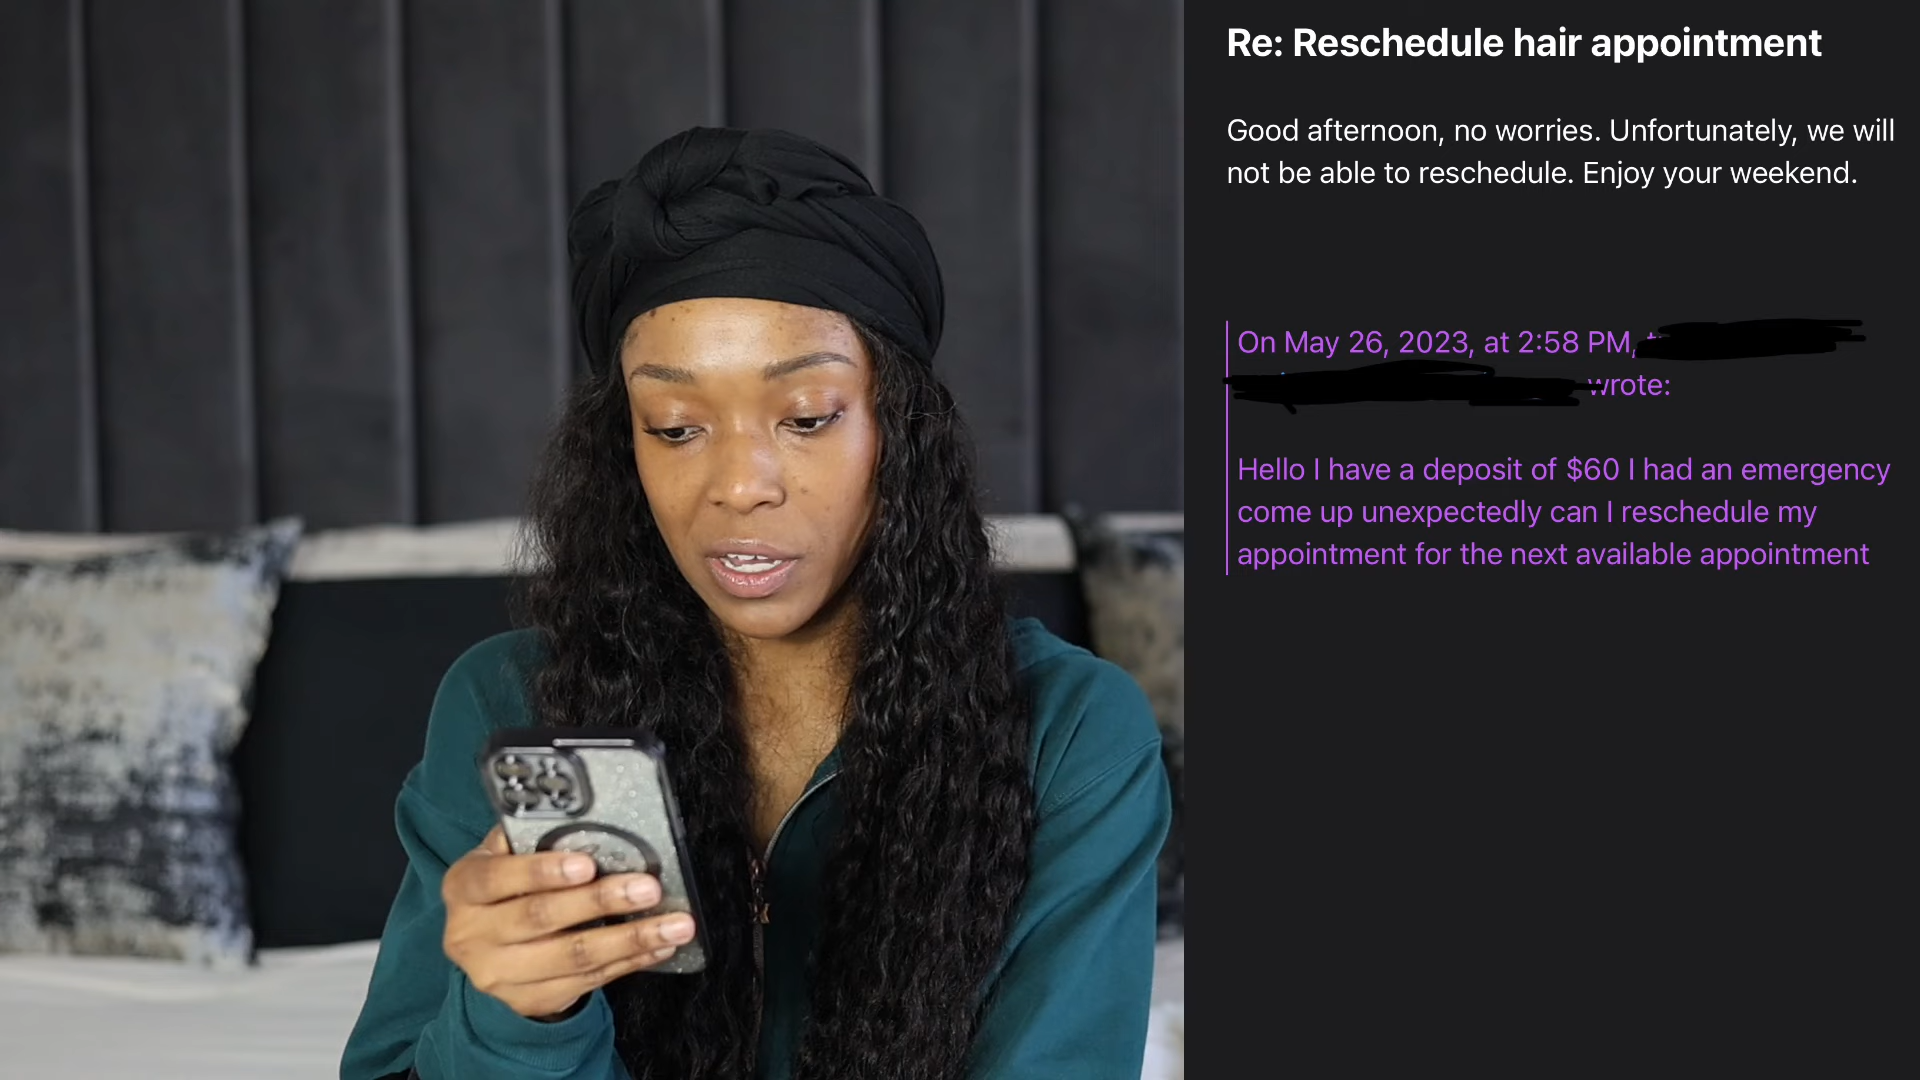 Re: Reschedule hair appointment
Good afternoon, no worries. Unfortunately, we will
not be able to reschedule. Enjoy your weekend.
On May 26, 2023, at 2:58 PM,
wrote:
Hello I have a deposit of $60 I had an emergency
come up unexpectedly can I reschedule my
appointment for the next available appointment